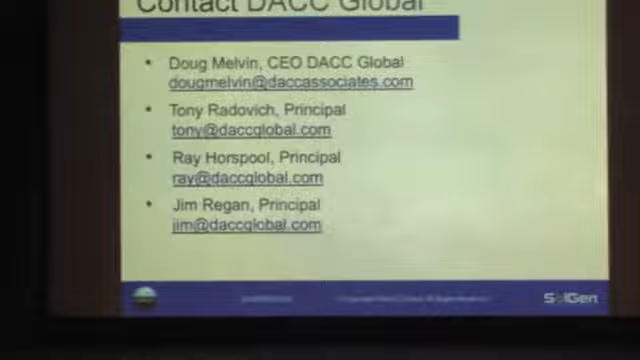 Contact DACC Global
• Doug Melvin, CEO DACC Global
dougmelvin@daccassociates.com
• Tony Radovich, Principal
tony@daccglobal.com
• Ray Horspool, Principal
ray@daccglobal.com
• Jim Regan, Principal
jim@daccglobal.com
SolGen